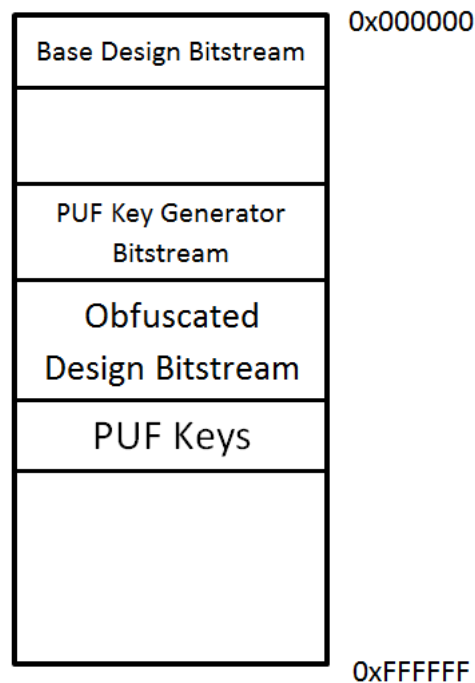 0x000000
Base Design Bitstream
PUF Key Generator
Bitstream
Obfuscated
Design Bitstream
PUF Keys
0xFFFFFF